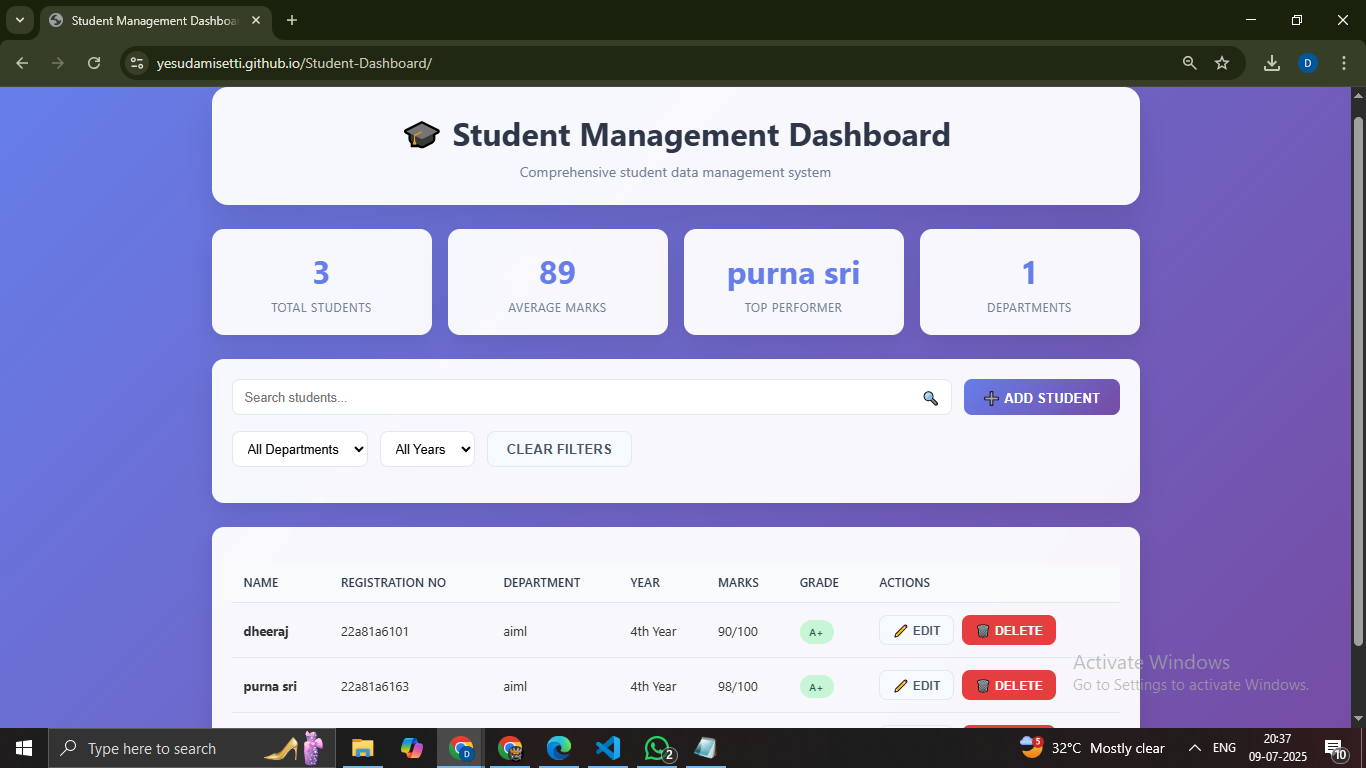 Student Management Dashboa
yesudamisetti.github.io/Student-Dashboard/
D
Student Management Dashboard
Comprehensive student data management system
3
TOTAL STUDENTS
89
AVERAGE MARKS
purna sri
TOP PERFORMER
1
DEPARTMENTS
Search students...
ADD STUDENT
All Departments
All Years
CLEAR FILTERS
NAME REGISTRATION NO DEPARTMENT YEAR MARKS GRADE ACTIONS
dheeraj 22a81a6101 aiml 4th Year 90/100 A+ EDIT DELETE
purna sri 22a81a6163 aiml 4th Year 98/100 A+ EDIT DELETE
Activate Windows
Go to Settings to activate Windows.
Type here to search
D
2
5
32°C Mostly clear
ENG
20:37
09-07-2025
10